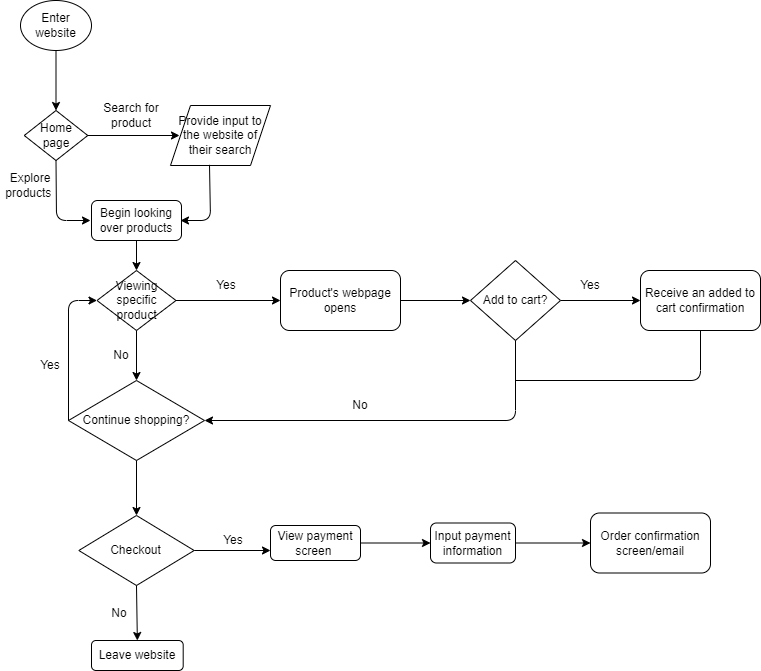 Enter
website
Search for
product
Home
page
Provide input to
the website of
their search
Explore
products
Begin looking
over products
Viewing
specific
product
Yes
Product's webpage
opens
Add to cart?
Yes
Receive an added to
cart confirmation
No
Yes
Continue shopping?
No
Checkout
Yes
View payment
screen
Input payment
information
Order confirmation
screen/email
No
Leave website